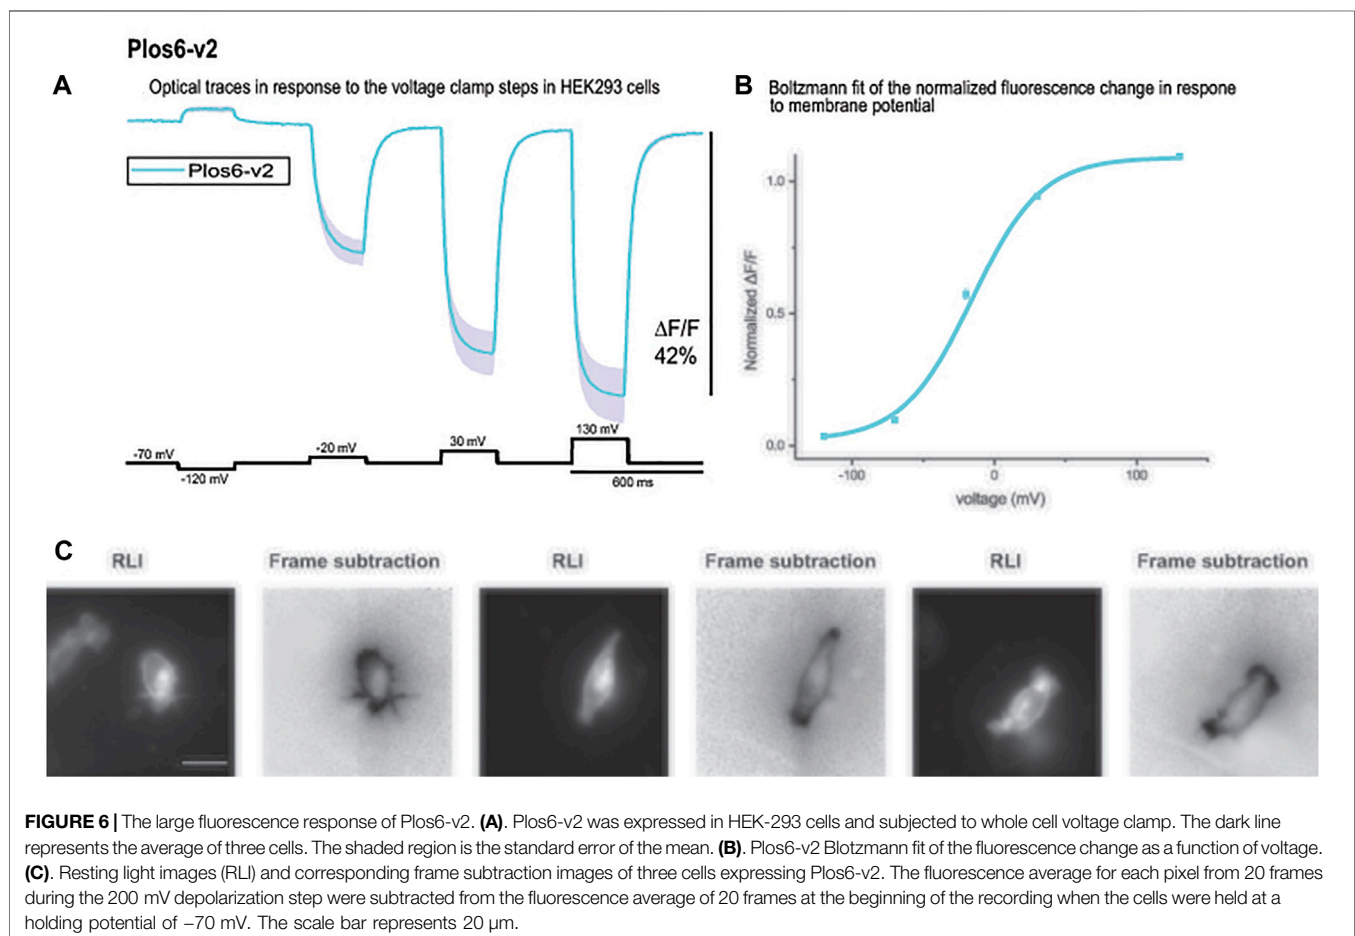 Plos6-v2
A
Optical traces in response to the voltage clamp steps in HEK293 cells
Plos6-v2
ΔF/F
42%
-70 mV
-120 mV
-20 mV
30 mV
130 mV
600 ms
B
Boltzmann fit of the normalized fluorescence change in respone
to membrane potential
Normalized ΔF/F
1.0
0.5
0.0
-100
0
100
voltage (mV)
C
RLI
Frame subtraction
RLI
Frame subtraction
RLI
Frame subtraction
FIGURE 6 | The large fluorescence response of Plos6-v2. (A). Plos6-v2 was expressed in HEK-293 cells and subjected to whole cell voltage clamp. The dark line
represents the average of three cells. The shaded region is the standard error of the mean. (B). Plos6-v2 Blotzmann fit of the fluorescence change as a function of voltage.
(C). Resting light images (RLI) and corresponding frame subtraction images of three cells expressing Plos6-v2. The fluorescence average for each pixel from 20 frames
during the 200 mV depolarization step were subtracted from the fluorescence average of 20 frames at the beginning of the recording when the cells were held at a
holding potential of −70 mV. The scale bar represents 20 μm.